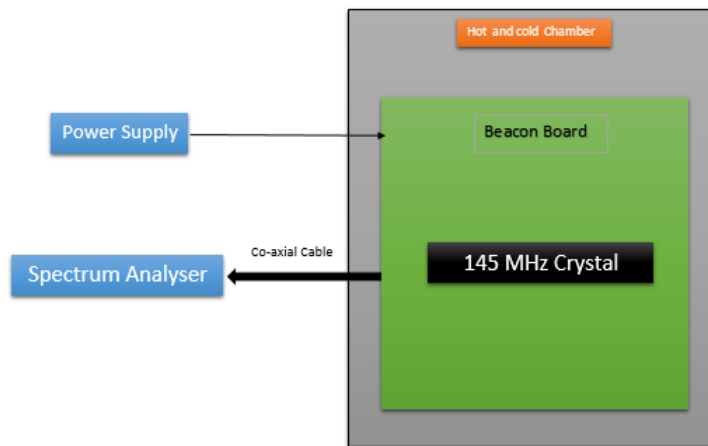 Hot and cold Chamber
Power Supply
Beacon Board
Co-axial Cable
145 MHz Crystal
Spectrum Analyser